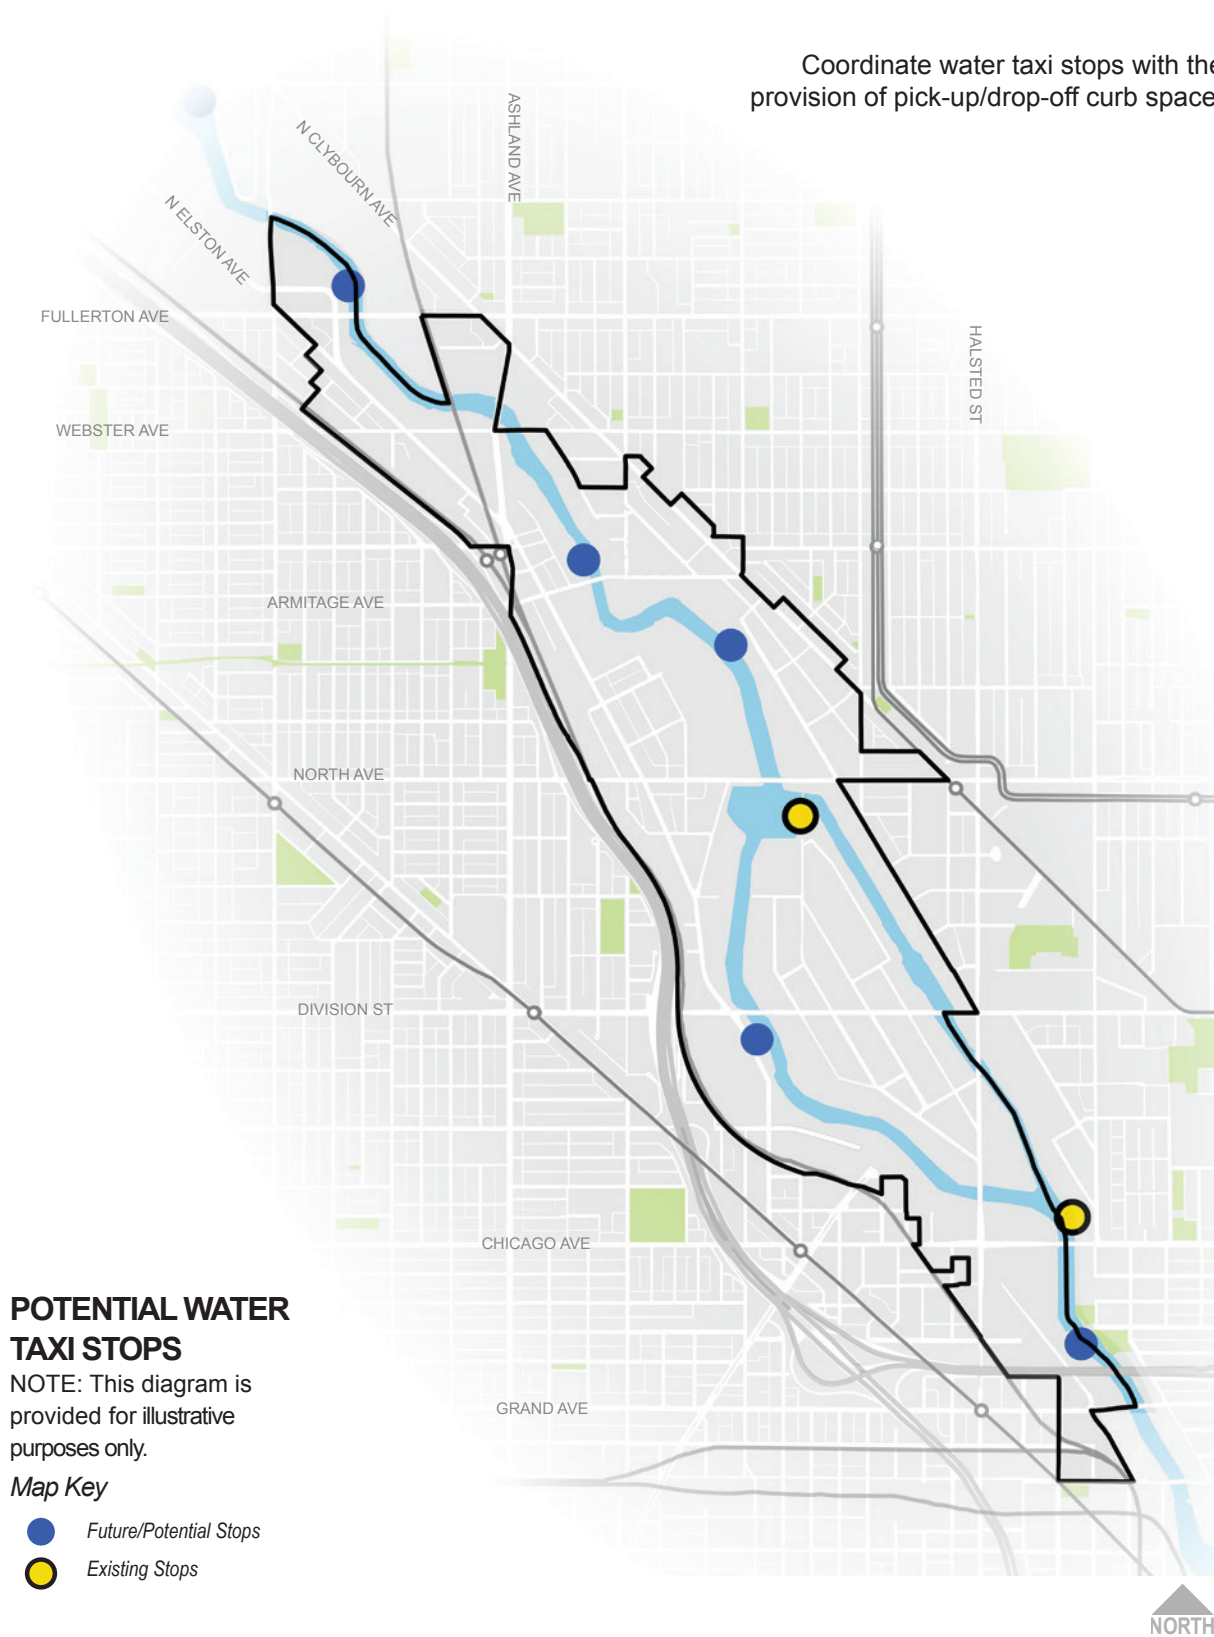 Coordinate water taxi stops with the
provision of pick-up/drop-off curb space.
ASHLAND AVE
N CLYBOURN AVE
N ELSTON AVE
FULLERTON AVE
HALSTED ST
WEBSTER AVE
ARMITAGE AVE
NORTH AVE
DIVISION ST
CHICAGO AVE
GRAND AVE
POTENTIAL WATER
TAXI STOPS
NOTE: This diagram is
provided for illustrative
purposes only.
Map Key
Future/Potential Stops
Existing Stops
NORTH